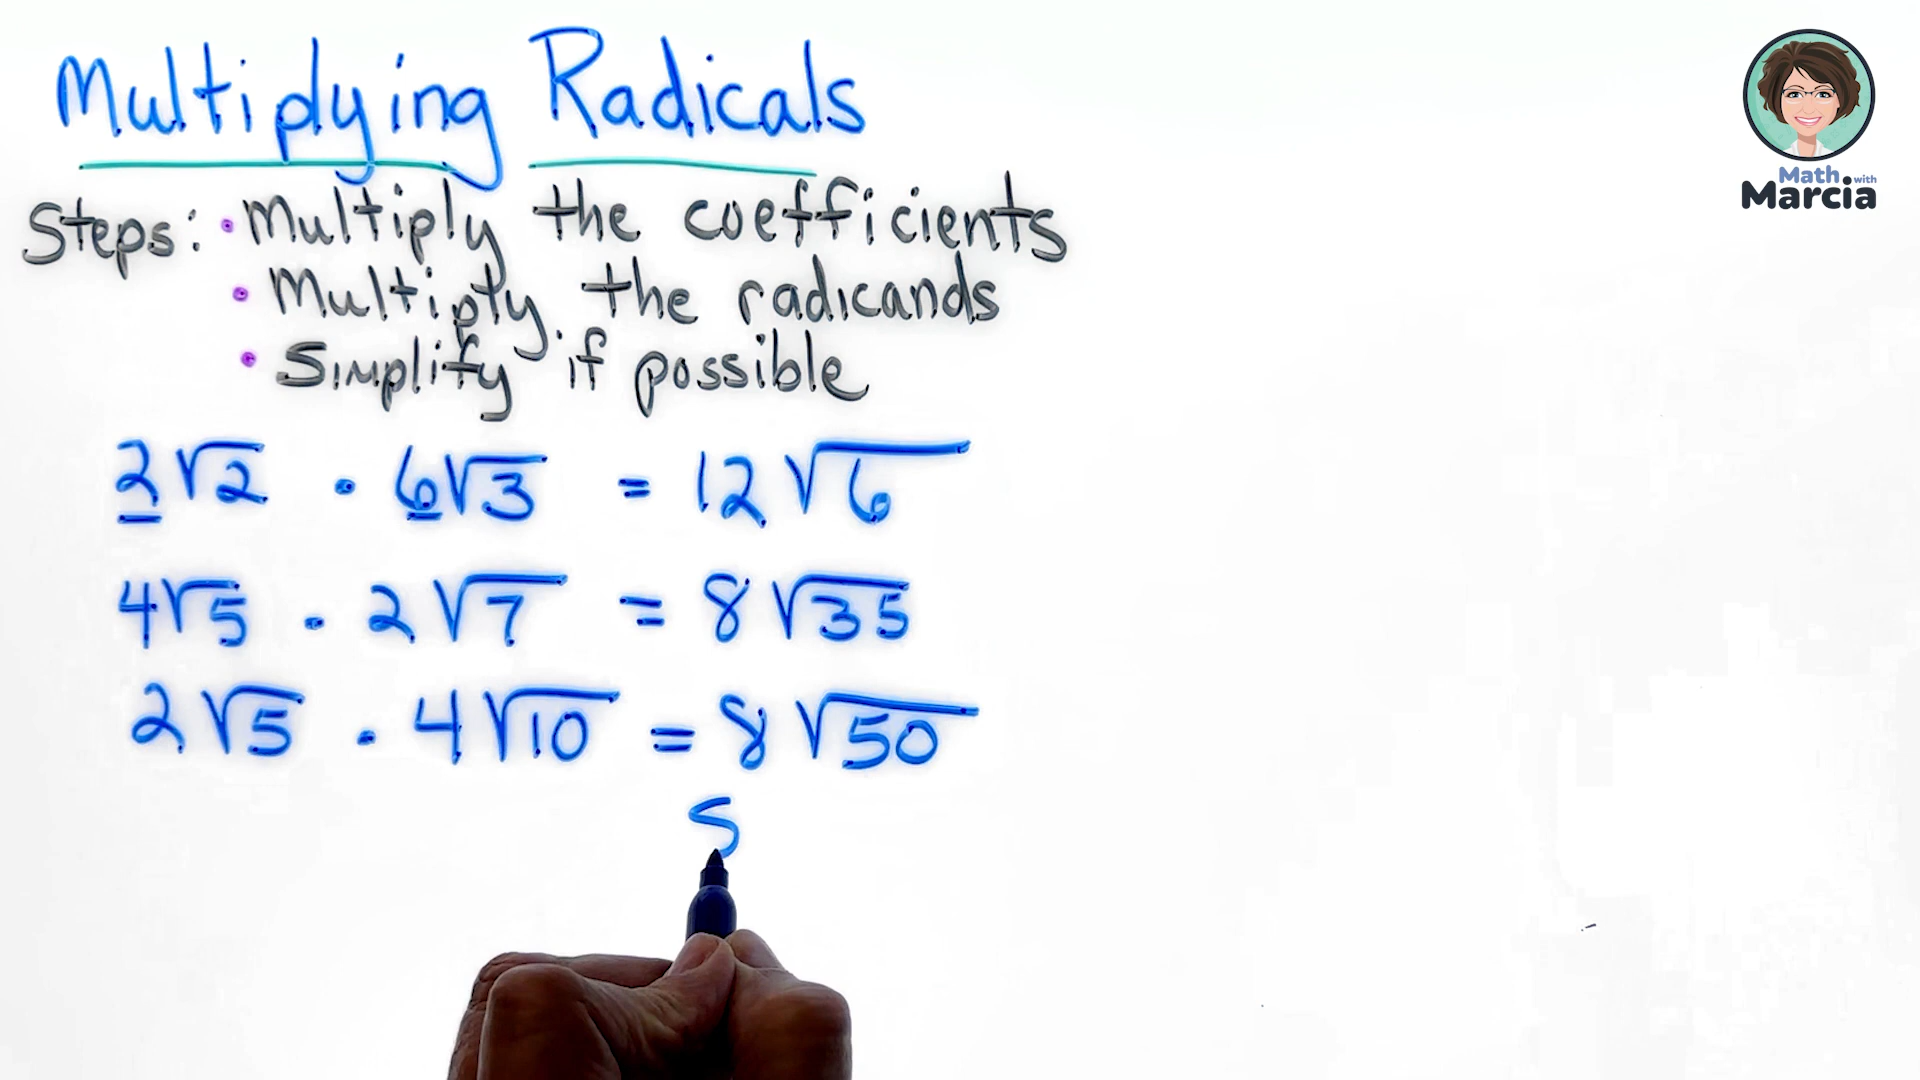 Multiplying Radicals
Math with
Marcia
Steps: • Multiply the coefficients
• Multiply the radicands
• Simplify if possible
2√2 · 6√3 = 12√6
4√5 · 2√7 = 8√35
2√5 · 4√10 = 8√50
S